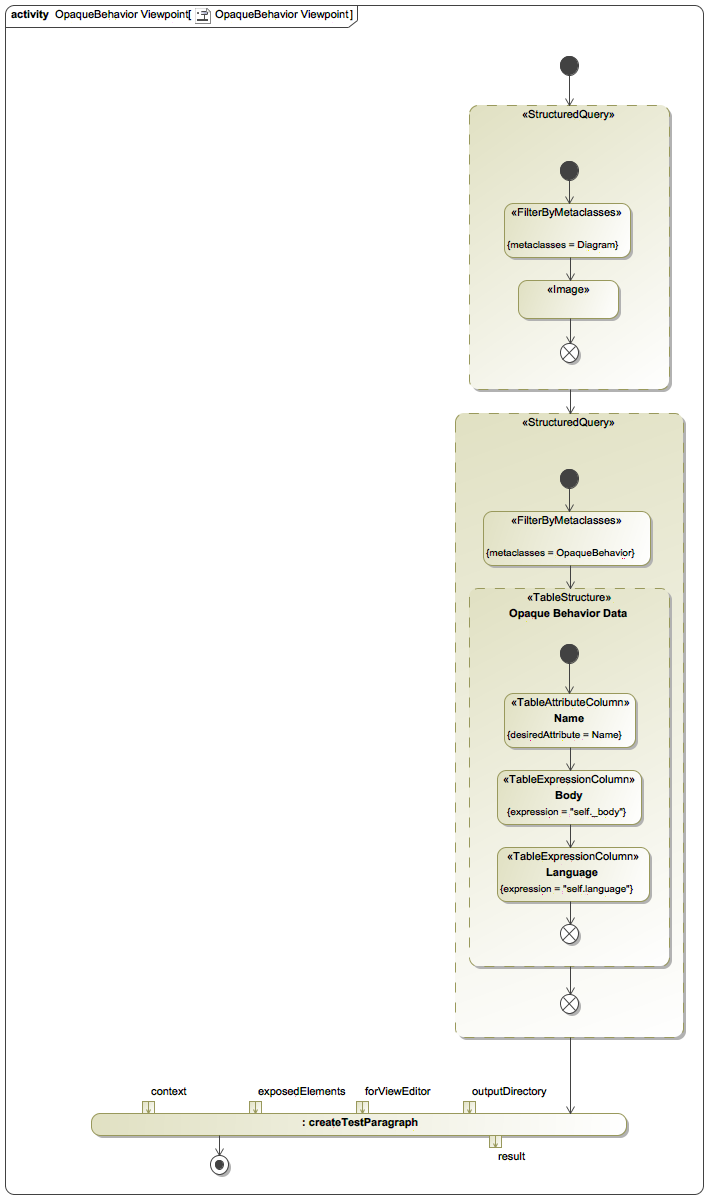 activity OpaqueBehavior Viewpoint[ OpaqueBehavior Viewpoint]
«StructuredQuery»
«FilterByMetaclasses»
{metaclasses = Diagram}
«Image»
«StructuredQuery»
«FilterByMetaclasses»
{metaclasses = OpaqueBehavior}
«TableStructure»
Opaque Behavior Data
«TableAttributeColumn»
Name
{desiredAttribute = Name}
«TableExpressionColumn»
Body
{expression = "self._body"}
«TableExpressionColumn»
Language
{expression = "self.language"}
context exposedElements forViewEditor outputDirectory
: createTestParagraph
result